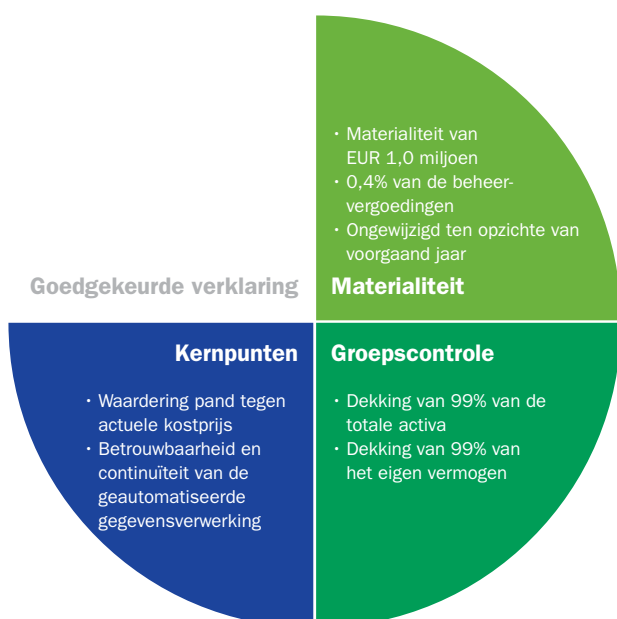 Goedgekeurde verklaring
· Materialiteit van
EUR 1,0 miljoen
· 0,4% van de beheer-
vergoedingen
· Ongewijzigd ten opzichte van
voorgaand jaar
Materialiteit
Kernpunten
· Waardering pand tegen
actuele kostprijs
· Betrouwbaarheid en
continuïteit van de
geautomatiseerde
gegevensverwerking
Groepscontrole
· Dekking van 99% van de
totale activa
· Dekking van 99% van
het eigen vermogen